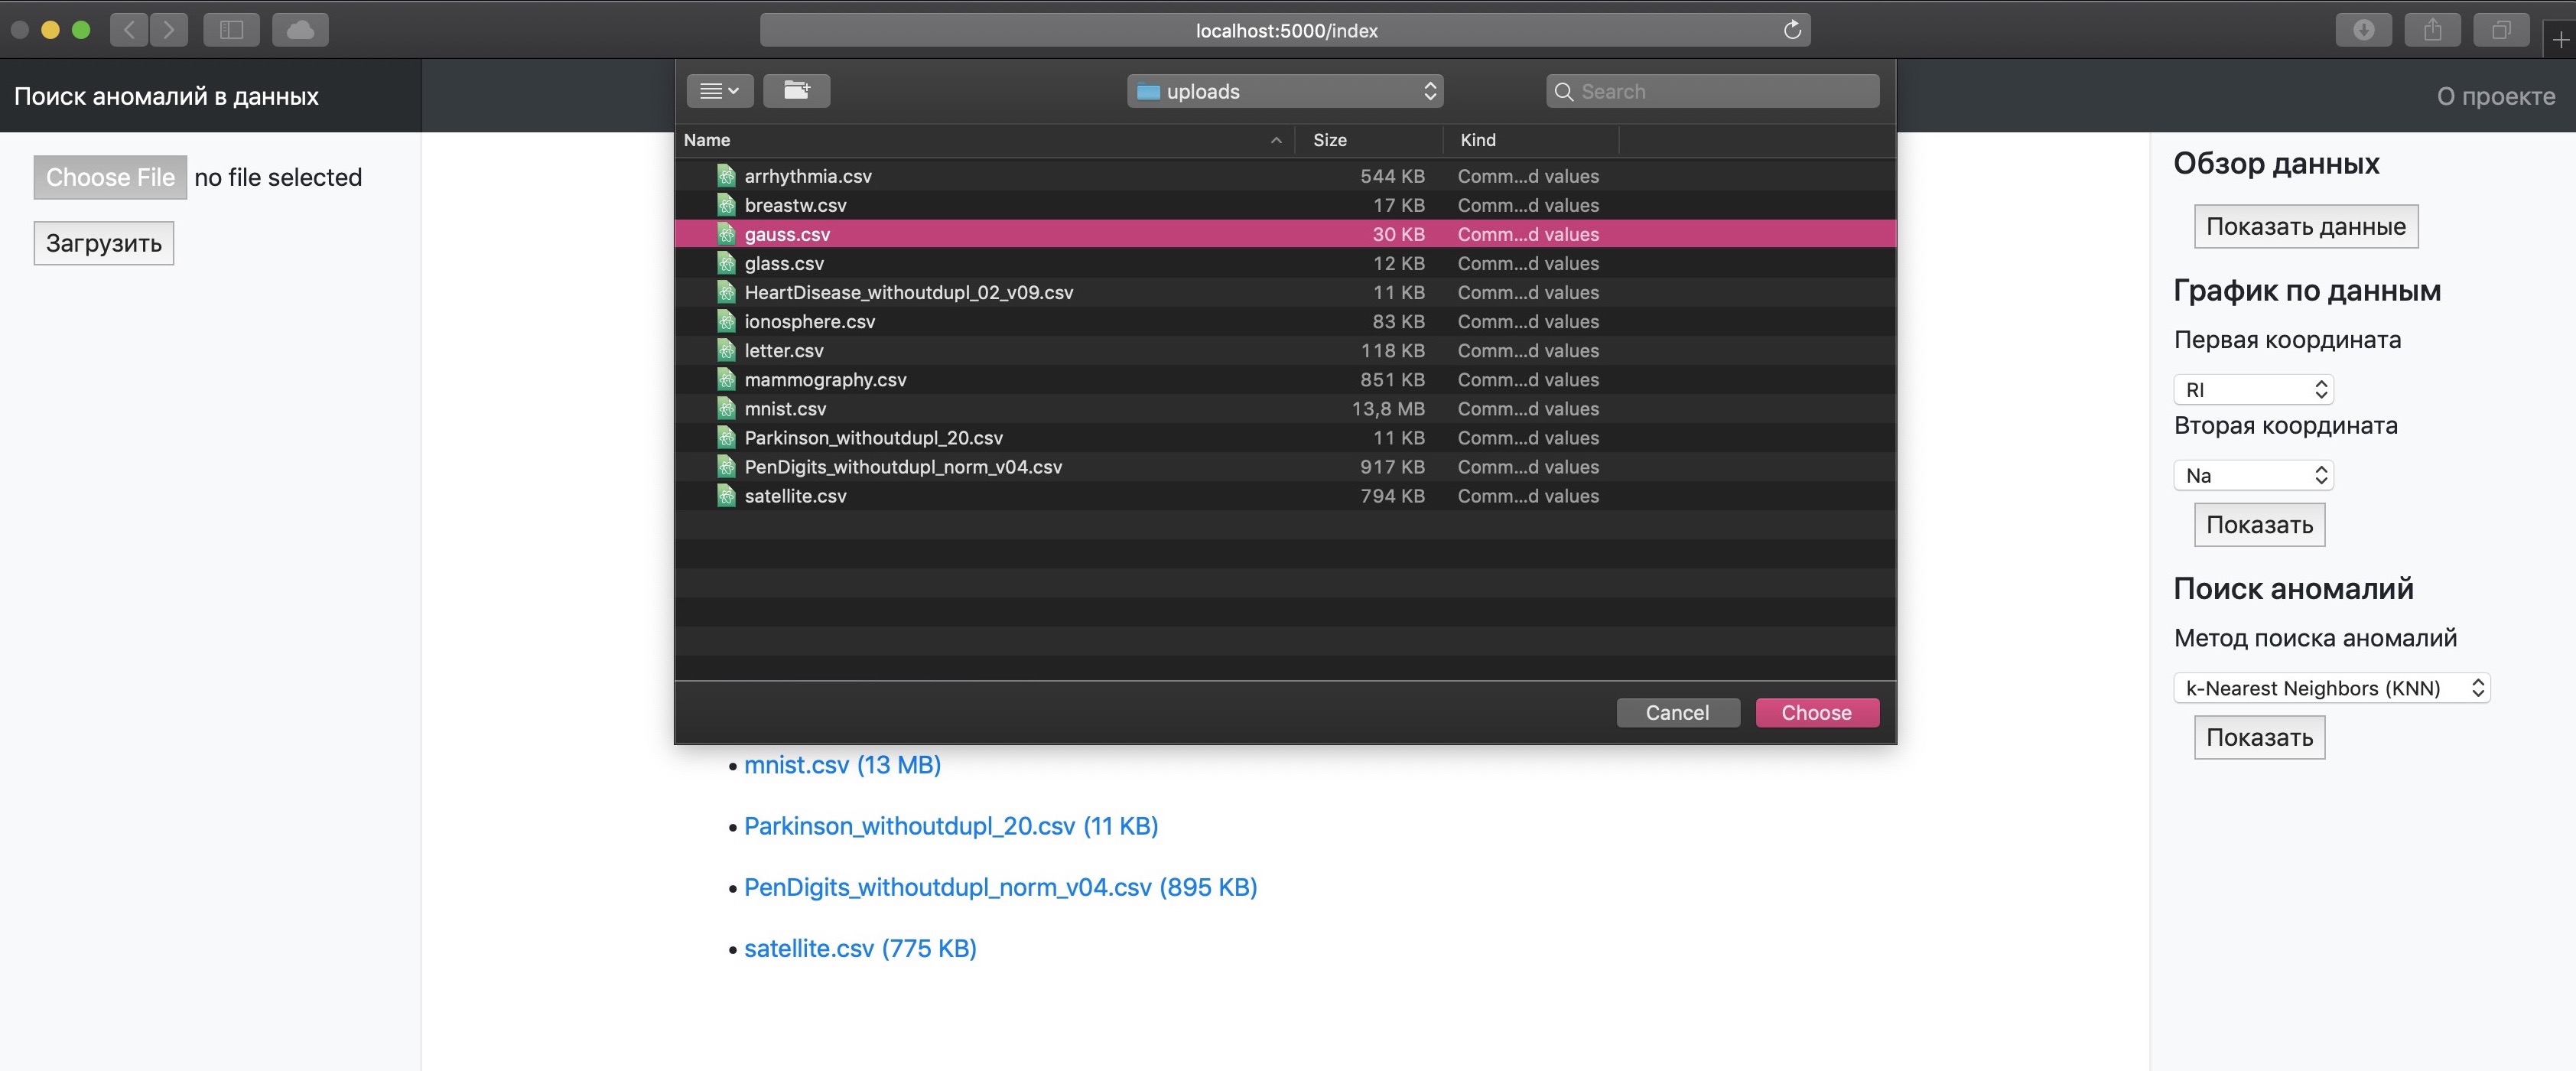 localhost:5000/index
Поиск аномалий в данных
О проекте
Choose File no file selected
Загрузить
uploads
Search
Name Size Kind
arrhythmia.csv 544 KB Comm...d values
breastw.csv 17 KB Comm...d values
gauss.csv 30 KB Comm...d values
glass.csv 12 KB Comm...d values
HeartDisease_withoutdupl_02_v09.csv 11 KB Comm...d values
ionosphere.csv 83 KB Comm...d values
letter.csv 118 KB Comm...d values
mammography.csv 851 KB Comm...d values
mnist.csv 13,8 MB Comm...d values
Parkinson_withoutdupl_20.csv 11 KB Comm...d values
PenDigits_withoutdupl_norm_v04.csv 917 KB Comm...d values
satellite.csv 794 KB Comm...d values
Cancel Choose
• mnist.csv (13 MB)
• Parkinson_withoutdupl_20.csv (11 KB)
• PenDigits_withoutdupl_norm_v04.csv (895 KB)
• satellite.csv (775 KB)
Обзор данных
Показать данные
График по данным
Первая координата
RI
Вторая координата
Na
Показать
Поиск аномалий
Метод поиска аномалий
k-Nearest Neighbors (KNN)
Показать